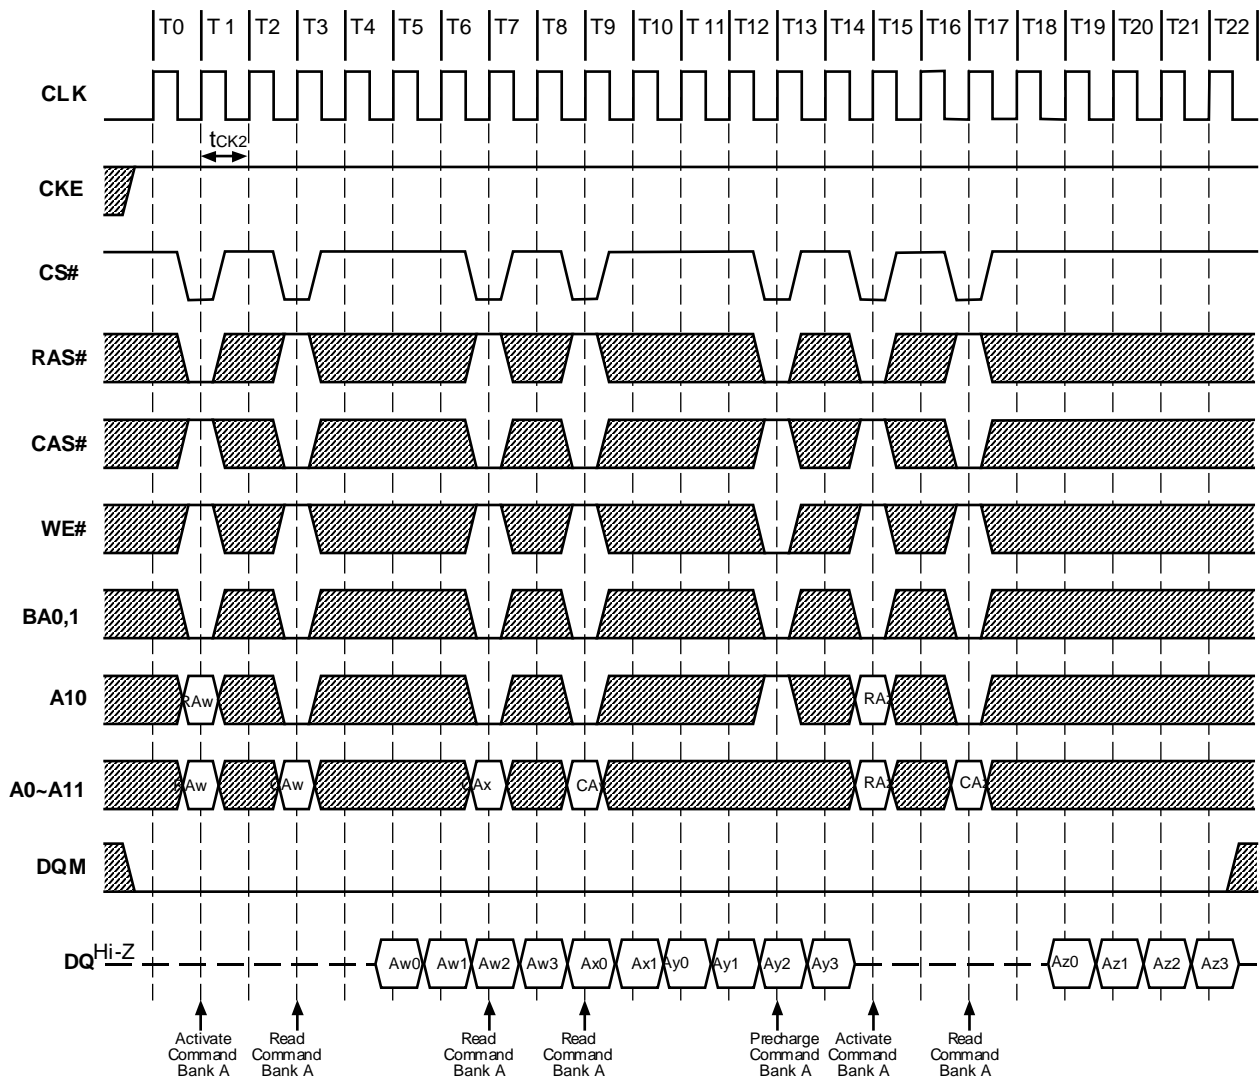 T0 T 1 T2 T3 T4 T5 T6 T7 T8 T9 T10 T 11 T12 T13 T14 T15 T16 T17 T18 T19 T20 T21 T22
CLK
tCK2
CKE
CS#
RAS#
CAS#
WE#
BA0,1
A10
RAw RAz
A0~A11
RAw CAw CAx CAy RAz CAz
DQM
DQ Hi-Z
Aw0 Aw1 Aw2 Aw3 Ax0 Ax1 Ay0 Ay1 Ay2 Ay3 Az0 Az1 Az2 Az3
Activate Command Bank A
Read Command Bank A
Read Command Bank A
Read Command Bank A
Precharge Command Bank A
Activate Command Bank A
Read Command Bank A